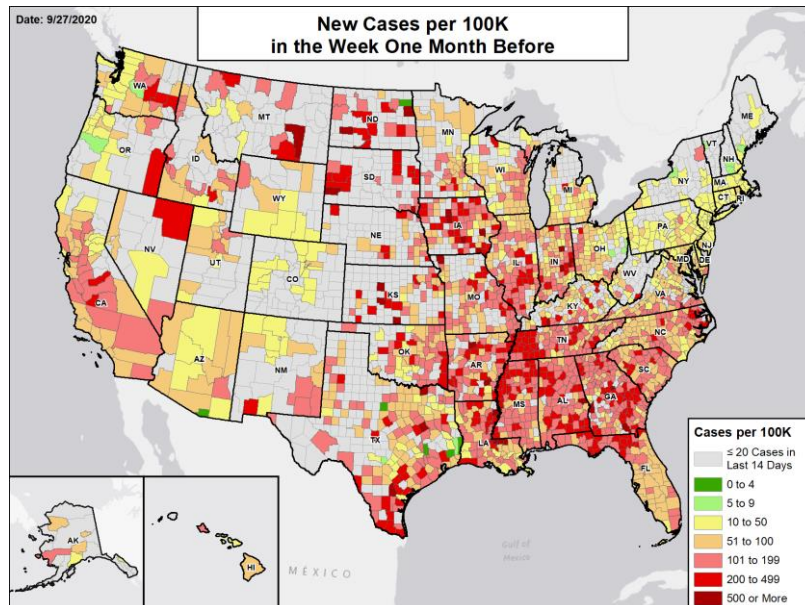 Date: 9/27/2020
New Cases per 100K
in the Week One Month Before
WA
MT
ND
MN
ME
OR
ID
WI
VT
NH
SD
NY
MA
WY
MI
CT
RI
IA
PA
NE
NJ
NV
OH
MD
DE
UT
IL
IN
CO
WV
CA
KS
MO
VA
KY
NC
TN
AZ
OK
NM
AR
SC
MS
AL
GA
TX
LA
FL
AK
HI
MÉXICO
Gulf of
Mexico
Cases per 100K
≤ 20 Cases in
Last 14 Days
0 to 4
5 to 9
10 to 50
51 to 100
101 to 199
200 to 499
500 or More